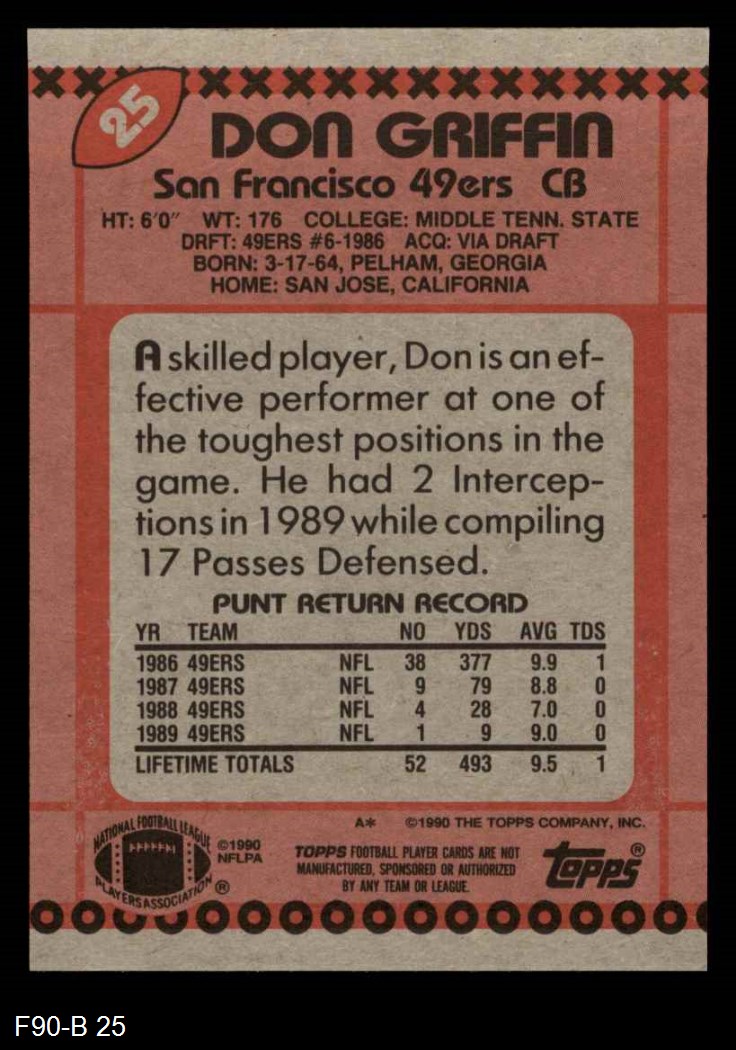 25
DON GRIFFIN
San Francisco 49ers CB
HT: 6'0" WT: 176 COLLEGE: MIDDLE TENN. STATE
DRFT: 49ERS #6-1986 ACQ: VIA DRAFT
BORN: 3-17-64, PELHAM, GEORGIA
HOME: SAN JOSE, CALIFORNIA
A skilled player, Don is an ef-
fective performer at one of
the toughest positions in the
game. He had 2 Intercep-
tions in 1989 while compiling
17 Passes Defensed.
PUNT RETURN RECORD
YR TEAM NO YDS AVG TDS
1986 49ERS NFL 38 377 9.9 1
1987 49ERS NFL 9 79 8.8 0
1988 49ERS NFL 4 28 7.0 0
1989 49ERS NFL 1 9 9.0 0
LIFETIME TOTALS 52 493 9.5 1
A* ©1990 THE TOPPS COMPANY, INC.
NATIONAL FOOTBALL LEAGUE
PLAYERS ASSOCIATION ®
©1990
NFLPA
TOPPS FOOTBALL PLAYER CARDS ARE NOT
MANUFACTURED, SPONSORED OR AUTHORIZED
BY ANY TEAM OR LEAGUE.
topps®
F90-B 25